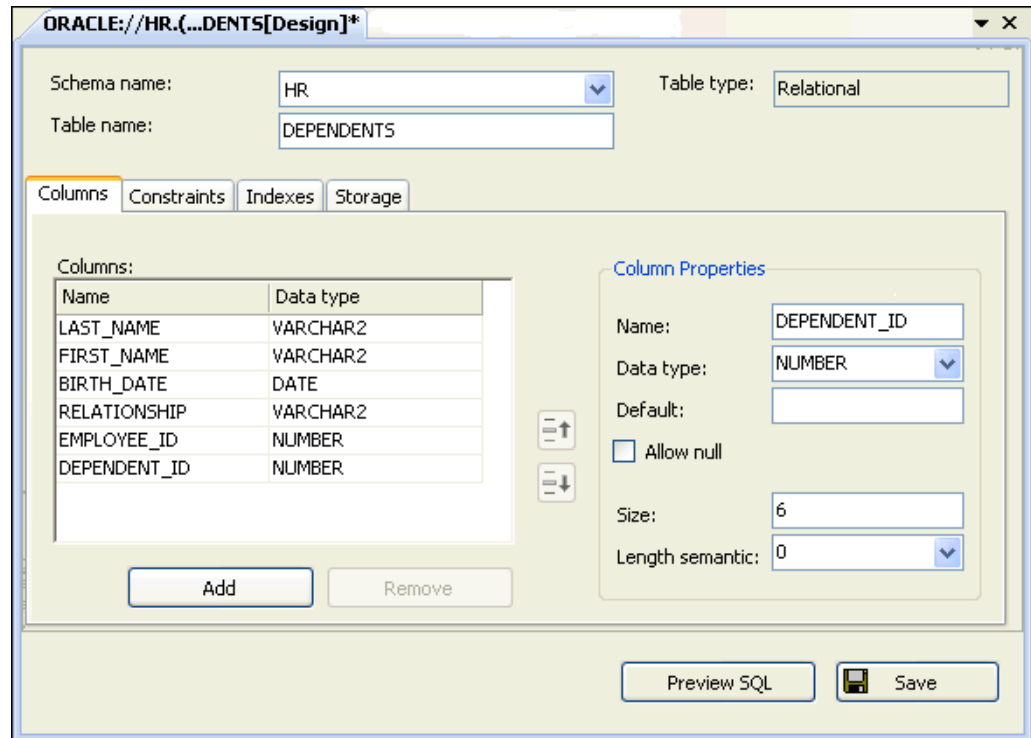 ORACLE://HR.(...DENTS[Design]*
Schema name: HR Table type: Relational
Table name: DEPENDENTS
Columns Constraints Indexes Storage
Columns:
Name Data type
LAST_NAME VARCHAR2
FIRST_NAME VARCHAR2
BIRTH_DATE DATE
RELATIONSHIP VARCHAR2
EMPLOYEE_ID NUMBER
DEPENDENT_ID NUMBER
Add Remove
Column Properties
Name: DEPENDENT_ID
Data type: NUMBER
Default:
Allow null
Size: 6
Length semantic: 0
Preview SQL Save